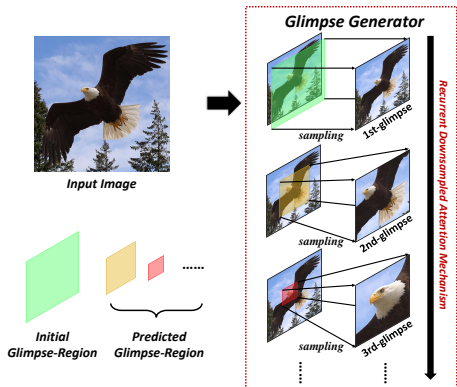 Glimpse Generator
Input Image
sampling
1st-glimpse
sampling
2nd-glimpse
sampling
3rd-glimpse
Recurrent Downsampled Attention Mechanism
......
Initial
Glimpse-Region
Predicted
Glimpse-Region